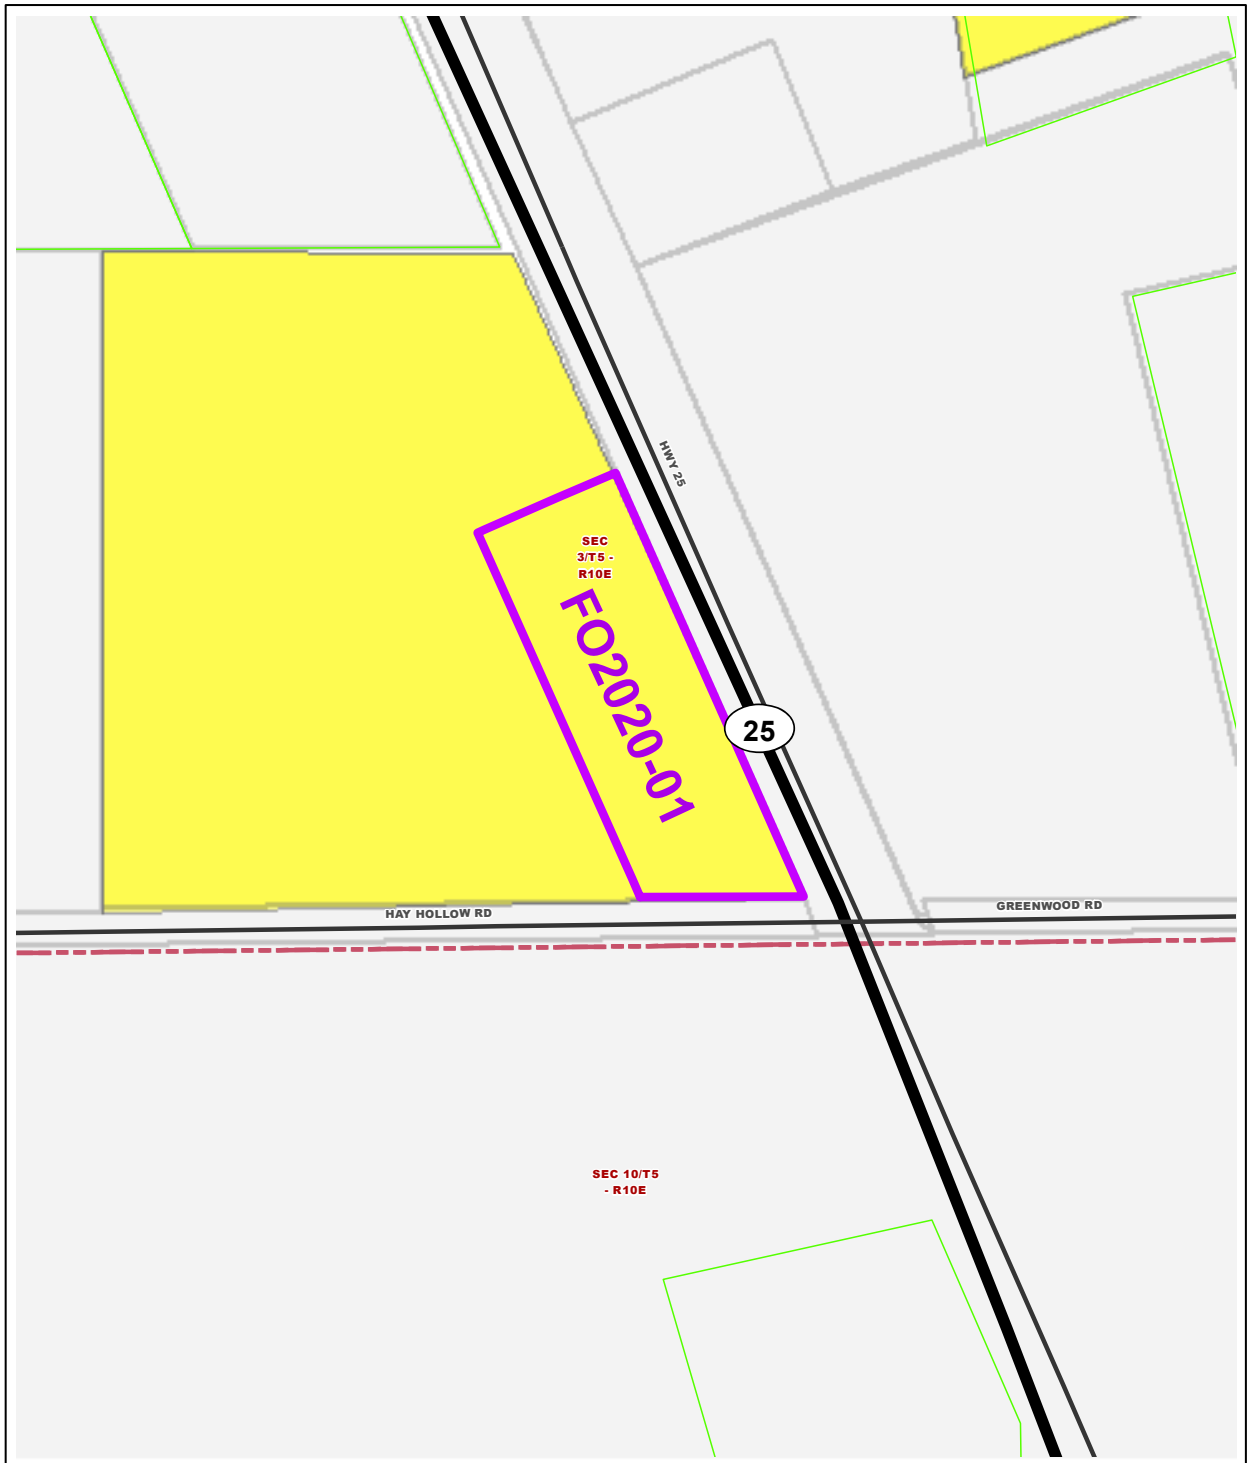 HWY 25
SEC
3/T5 -
R10E
FO2020-01
25
HAY HOLLOW RD
GREENWOOD RD
SEC 10/T5
- R10E